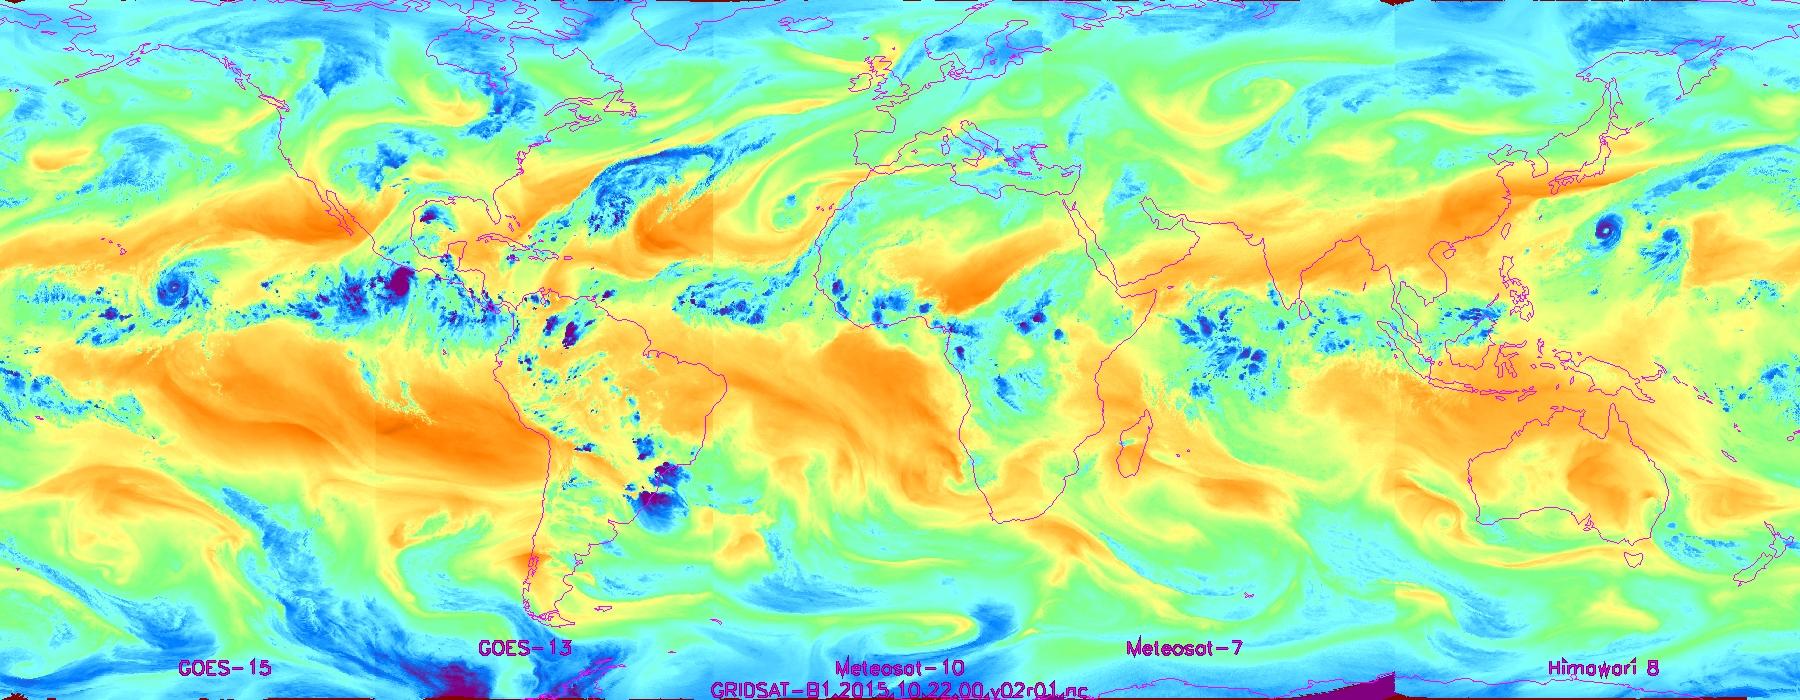 GOES-13
Meteosat-7
GOES-15
Meteosat-10
Himawari 8
GRIDSAT-B1.2015.10.22.00.v02r01.nc